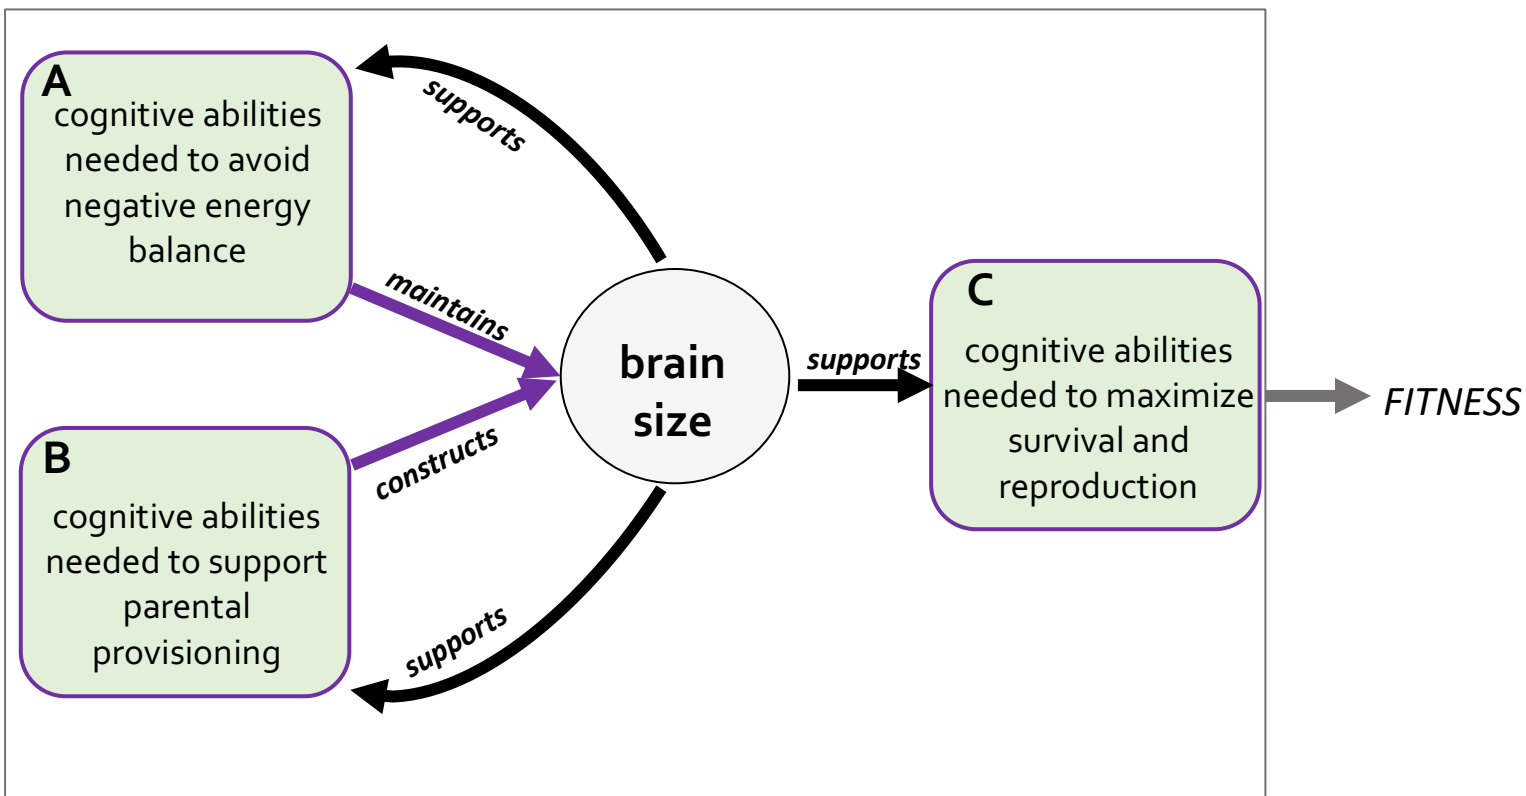 A
cognitive abilities
needed to avoid
negative energy
balance
supports
maintains
B
cognitive abilities
needed to support
parental
provisioning
constructs
supports
brain
size
supports
C
cognitive abilities
needed to maximize
survival and
reproduction
FITNESS